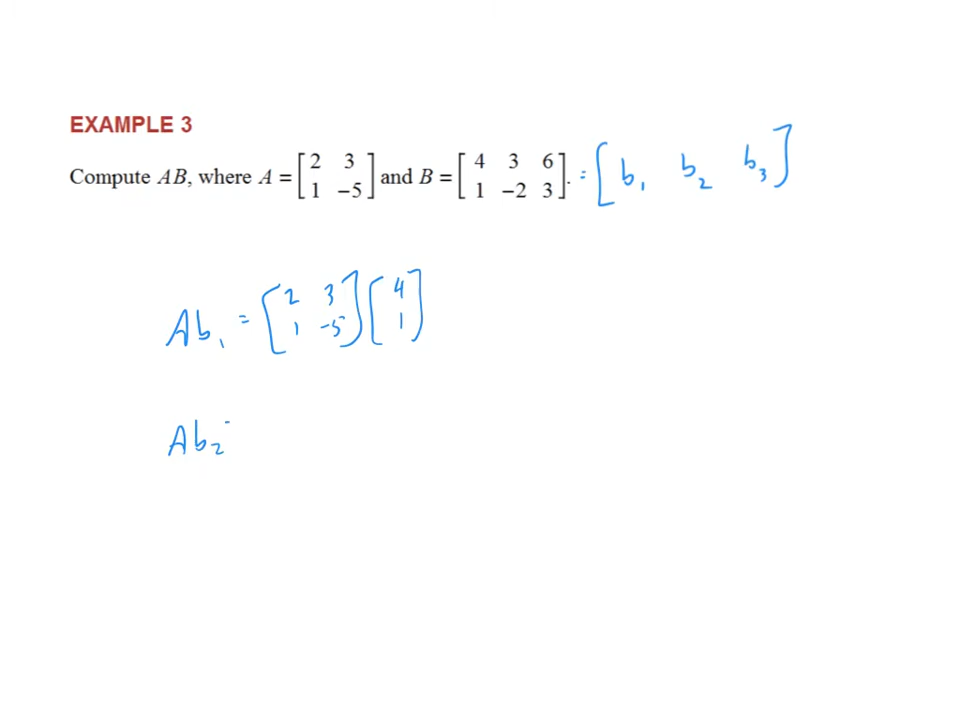 EXAMPLE 3
Compute AB, where A = [2 3; 1 −5] and B = [4 3 6; 1 −2 3]. = [b₁ b₂ b₃]
Ab₁ = [2 3; 1 -5][4; 1]
Ab₂